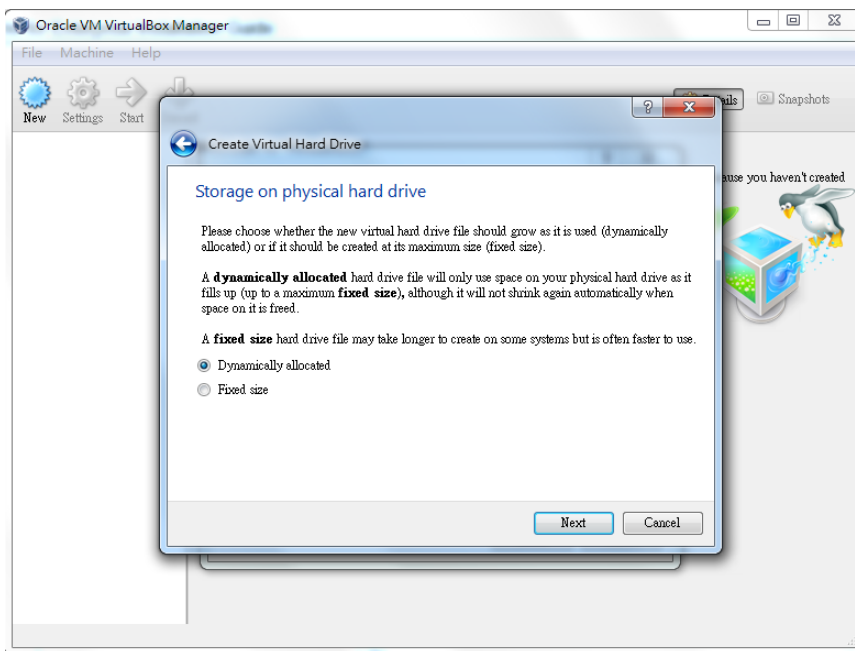 Oracle VM VirtualBox Manager
File Machine Help
New Settings Start
Snapshots
Create Virtual Hard Drive
you haven't created
Storage on physical hard drive
Please choose whether the new virtual hard drive file should grow as it is used (dynamically
allocated) or if it should be created at its maximum size (fixed size).
A dynamically allocated hard drive file will only use space on your physical hard drive as it
fills up (up to a maximum fixed size), although it will not shrink again automatically when
space on it is freed.
A fixed size hard drive file may take longer to create on some systems but is often faster to use.
Dynamically allocated
Fixed size
Next Cancel